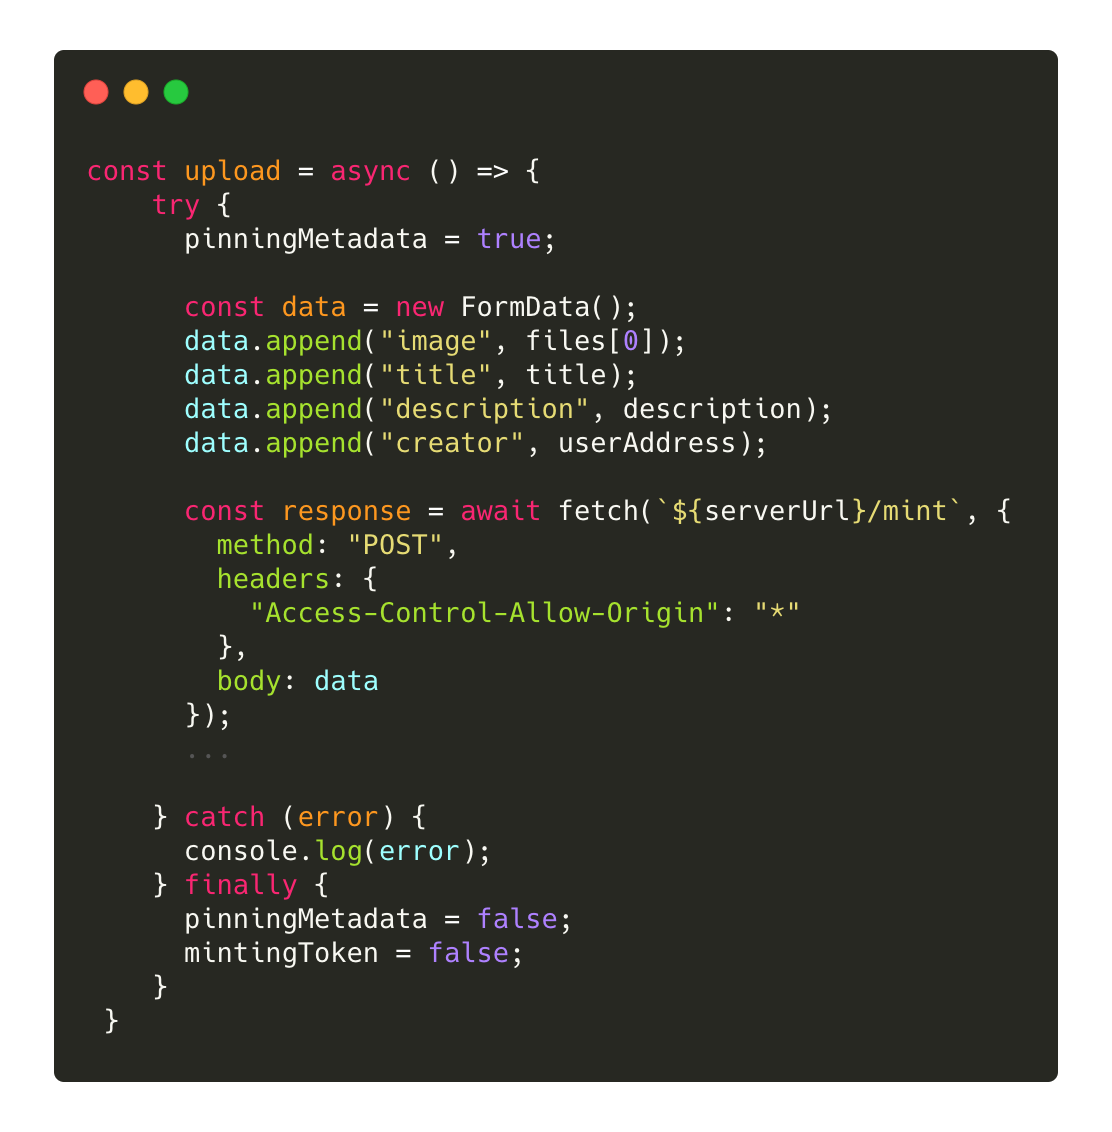 const upload = async () => {
    try {
      pinningMetadata = true;

      const data = new FormData();
      data.append("image", files[0]);
      data.append("title", title);
      data.append("description", description);
      data.append("creator", userAddress);

      const response = await fetch(`${serverUrl}/mint`, {
        method: "POST",
        headers: {
          "Access-Control-Allow-Origin": "*"
        },
        body: data
      });
      ...

    } catch (error) {
      console.log(error);
    } finally {
      pinningMetadata = false;
      mintingToken = false;
    }
 }